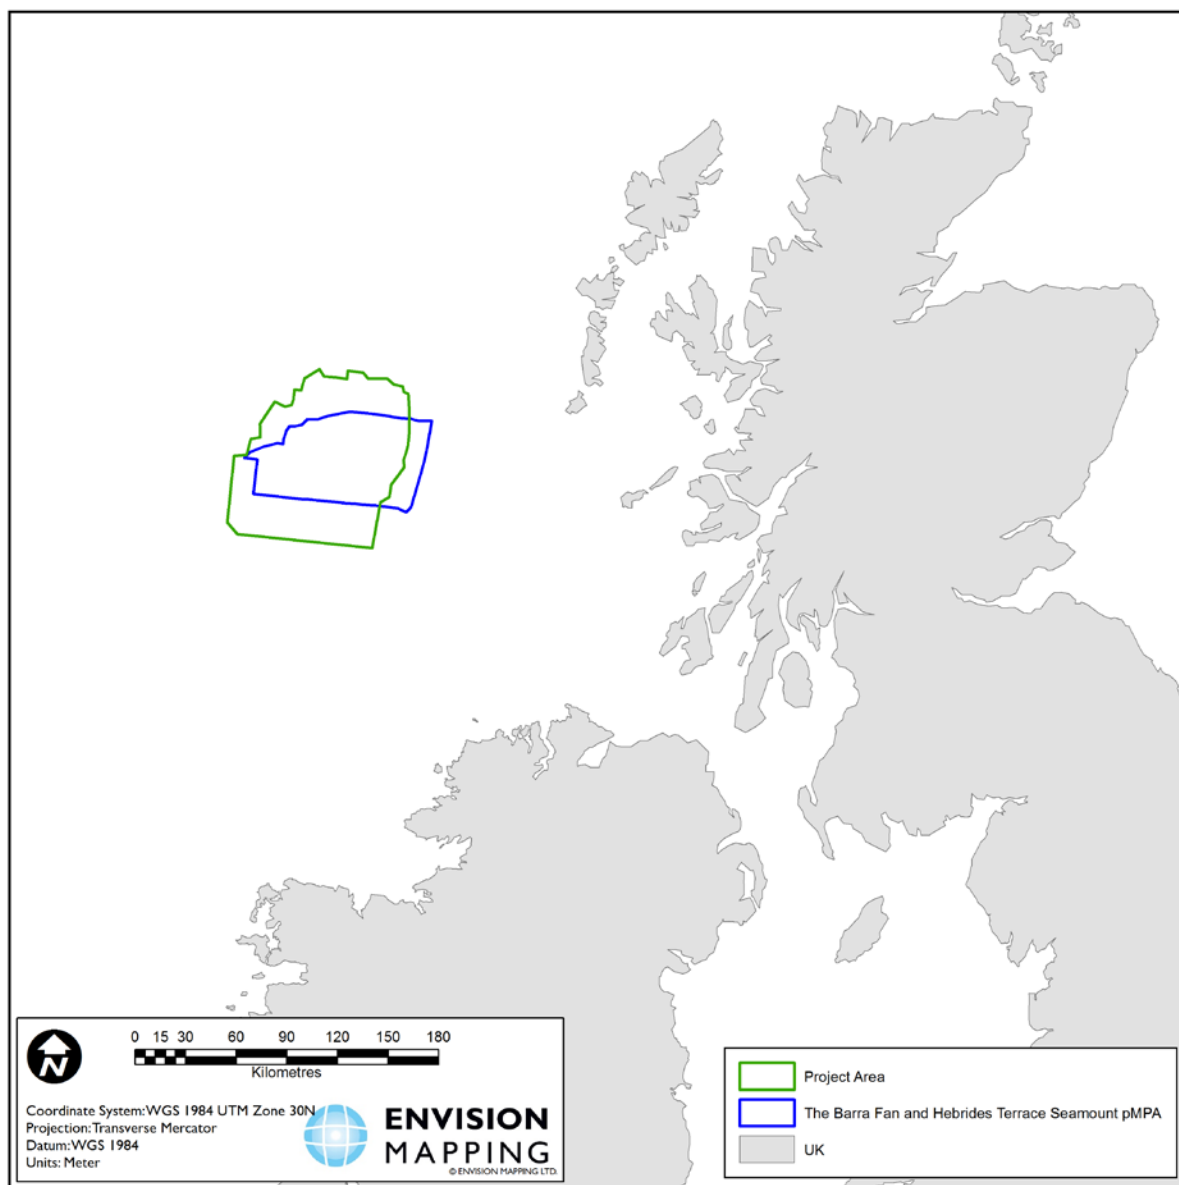 N
0 15 30 60 90 120 150 180
Kilometres
Coordinate System: WGS 1984 UTM Zone 30N
Projection: Transverse Mercator
Datum: WGS 1984
Units: Meter
ENVISION
MAPPING
© ENVISION MAPPING LTD.
Project Area
The Barra Fan and Hebrides Terrace Seamount pMPA
UK